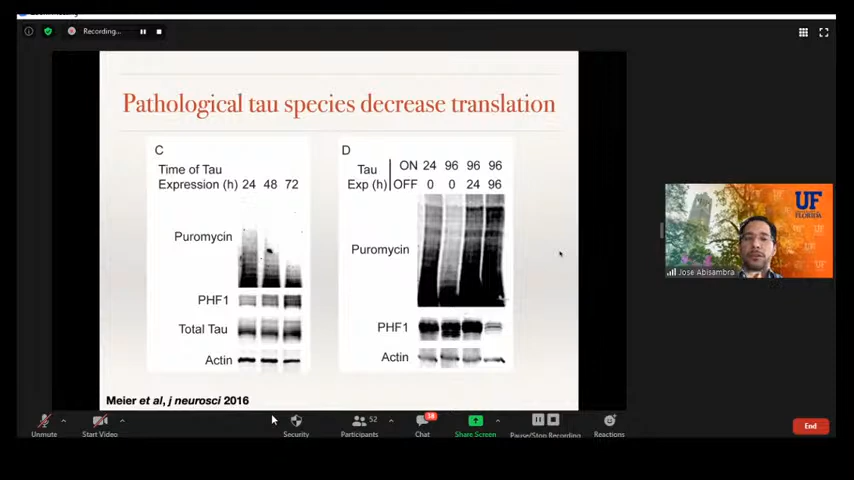 Recording...
Pathological tau species decrease translation
C
Time of Tau
Expression (h) 24 48 72
Puromycin
PHF1
Total Tau
Actin
D
Tau
Exp (h)
ON 24 96 96 96
OFF 0 0 24 96
Puromycin
PHF1
Actin
Meier et al, j neurosci 2016
UF
FLORIDA
Jose Abisambra
Unmute
Start Video
Security
52
Participants
38
Chat
Share Screen
Pause/Stop Recording
Reactions
End